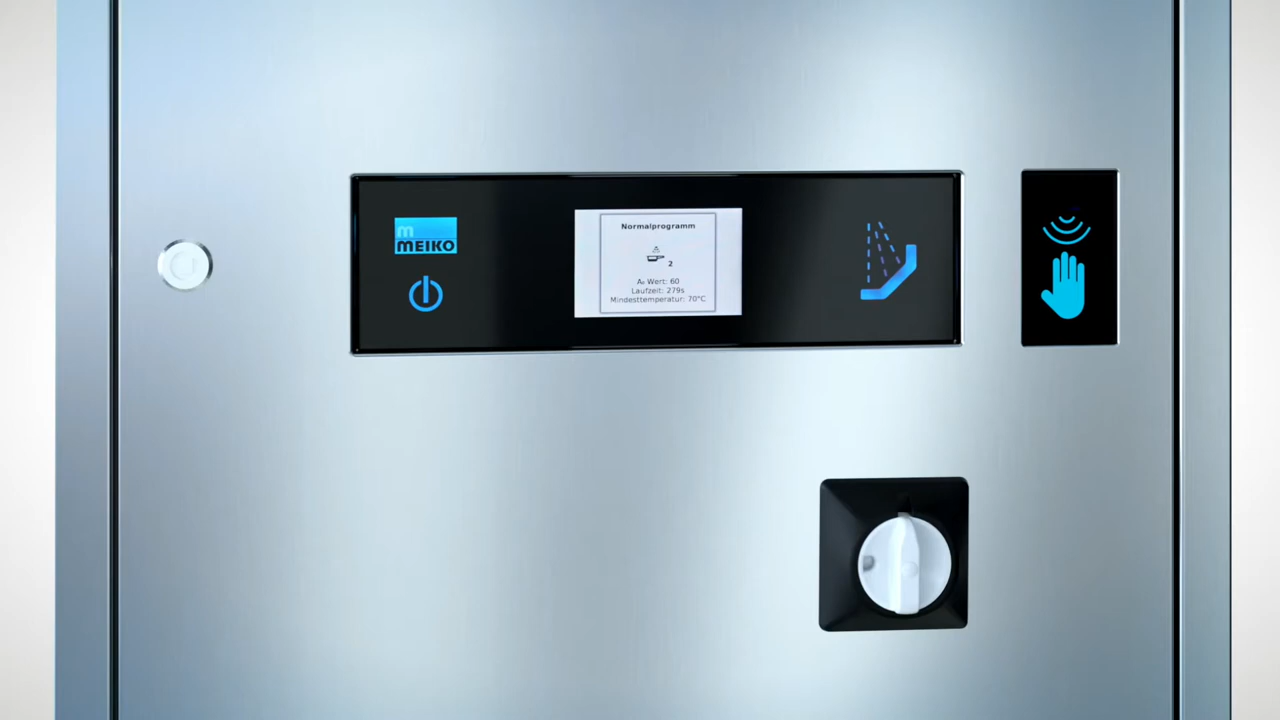 m
MEIKO
Normalprogramm
2
A₀ Wert: 60
Laufzeit: 279s
Mindesttemperatur: 70°C